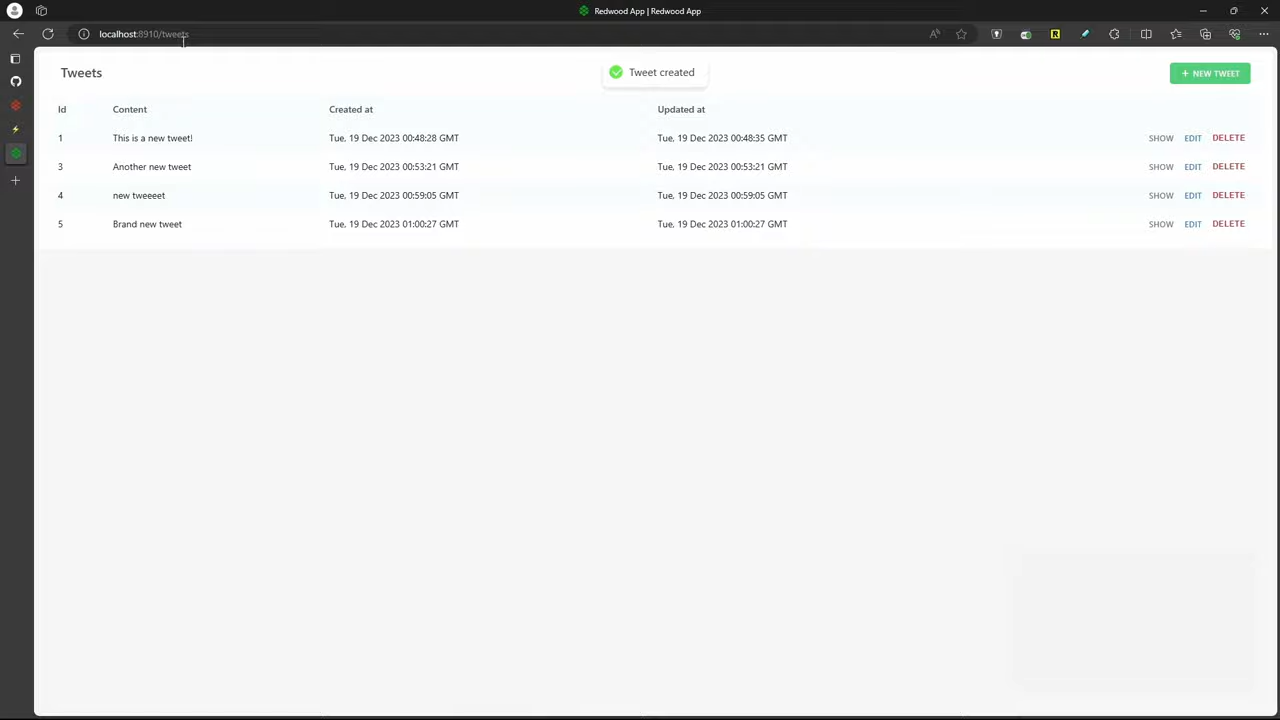 Redwood App | Redwood App
localhost:8910/tweets
Tweets
Tweet created
+ NEW TWEET
Id Content Created at Updated at
1 This is a new tweet! Tue, 19 Dec 2023 00:48:28 GMT Tue, 19 Dec 2023 00:48:35 GMT SHOW EDIT DELETE
3 Another new tweet Tue, 19 Dec 2023 00:53:21 GMT Tue, 19 Dec 2023 00:53:21 GMT SHOW EDIT DELETE
4 new tweeeet Tue, 19 Dec 2023 00:59:05 GMT Tue, 19 Dec 2023 00:59:05 GMT SHOW EDIT DELETE
5 Brand new tweet Tue, 19 Dec 2023 01:00:27 GMT Tue, 19 Dec 2023 01:00:27 GMT SHOW EDIT DELETE